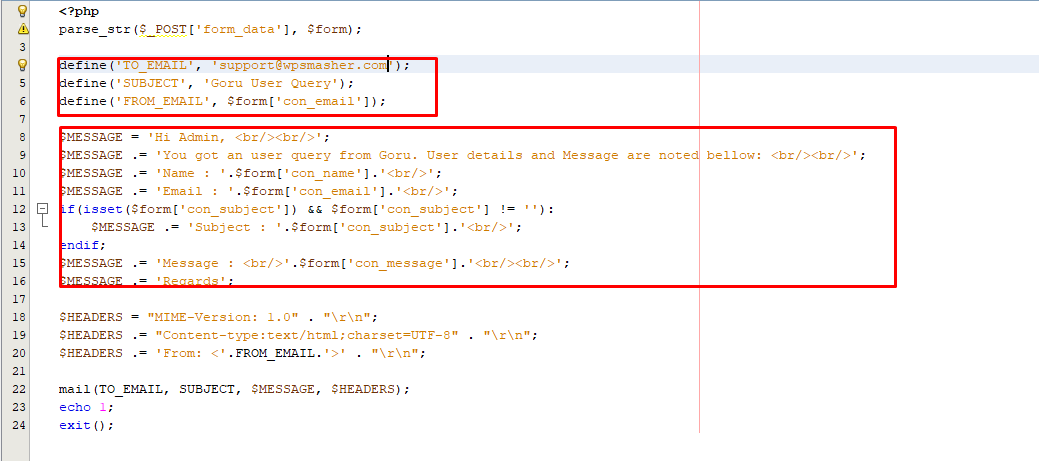 <?php
parse_str($_POST['form_data'], $form);
3
define('TO_EMAIL', 'support@wpsmasher.com');
5 define('SUBJECT', 'Goru User Query');
6 define('FROM_EMAIL', $form['con_email']);
7
8 $MESSAGE = 'Hi Admin, <br/><br/>';
9 $MESSAGE .= 'You got an user query from Goru. User details and Message are noted bellow: <br/><br/>';
10 $MESSAGE .= 'Name : '.$form['con_name'].'<br/>';
11 $MESSAGE .= 'Email : '.$form['con_email'].'<br/>';
12 if(isset($form['con_subject']) && $form['con_subject'] != ''):
13     $MESSAGE .= 'Subject : '.$form['con_subject'].'<br/>';
14 endif;
15 $MESSAGE .= 'Message : <br/>'.$form['con_message'].'<br/><br/>';
16 $MESSAGE .= 'Regards';
17
18 $HEADERS = "MIME-Version: 1.0" . "\r\n";
19 $HEADERS .= "Content-type:text/html;charset=UTF-8" . "\r\n";
20 $HEADERS .= 'From: <'.FROM_EMAIL.'>' . "\r\n";
21
22 mail(TO_EMAIL, SUBJECT, $MESSAGE, $HEADERS);
23 echo 1;
24 exit();